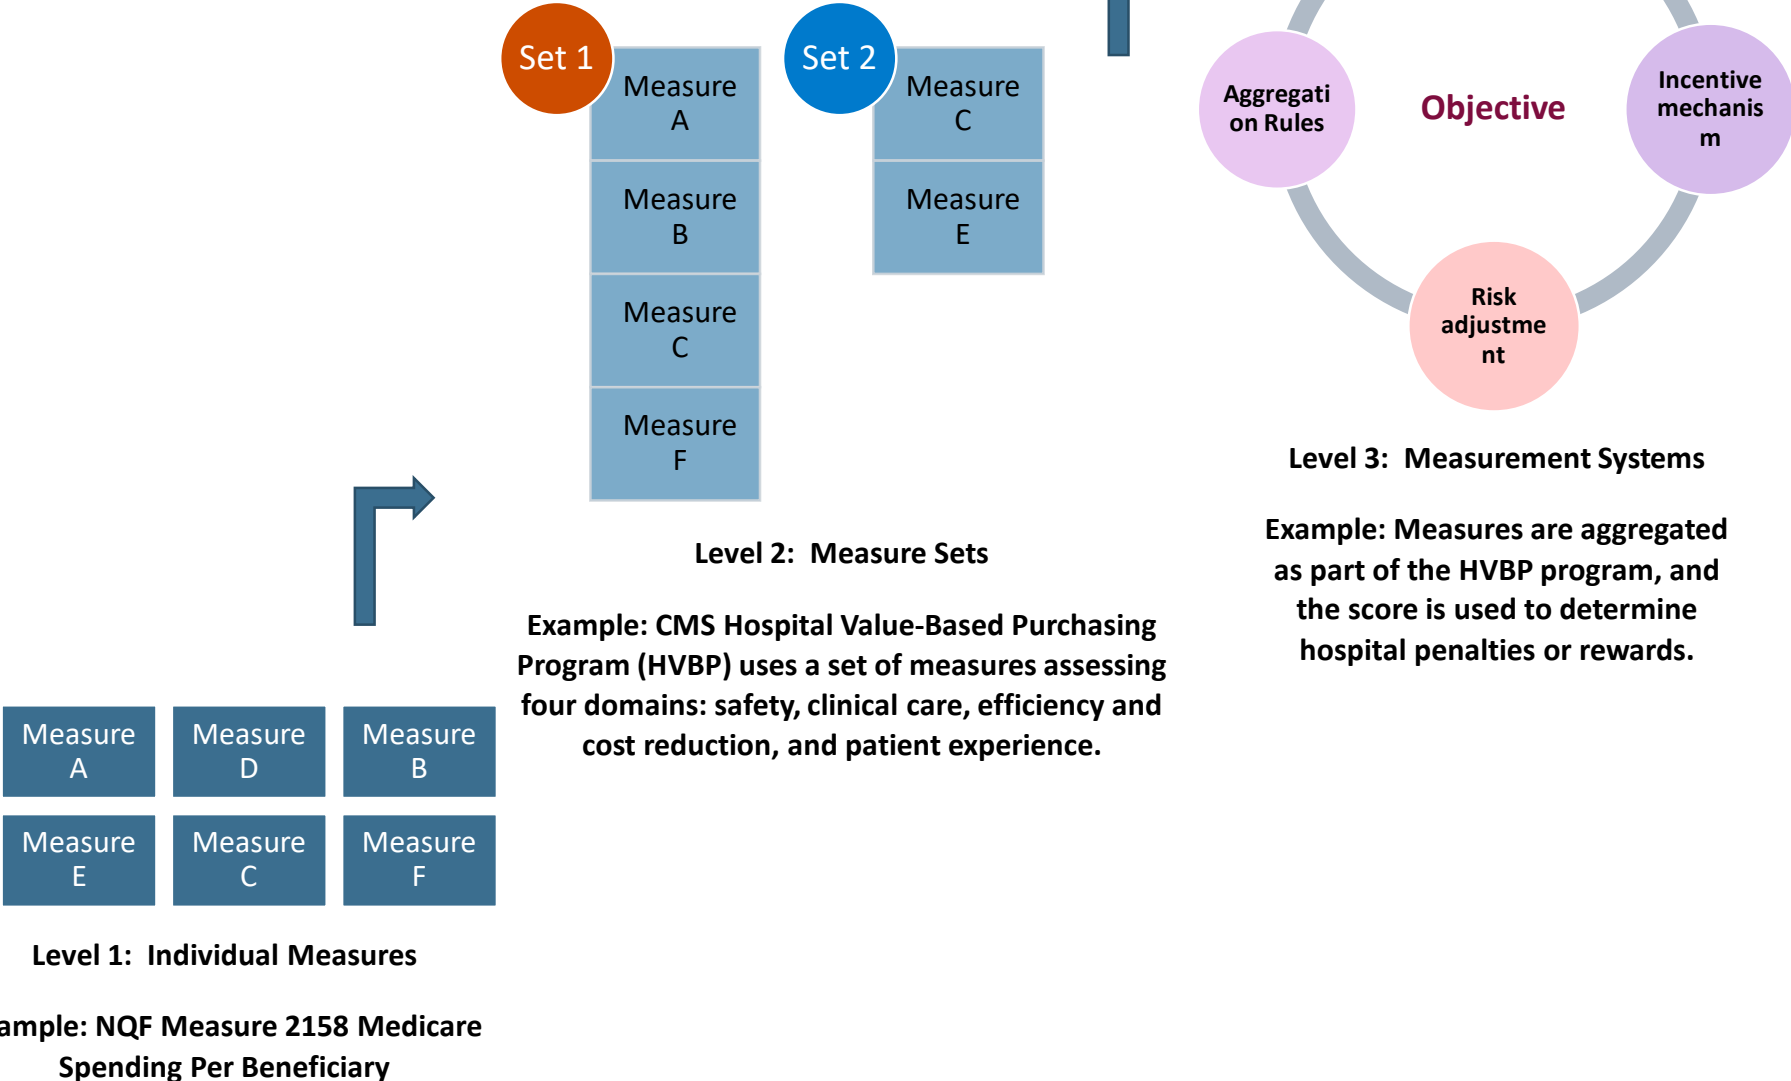 Set 1
Measure
A
Measure
B
Measure
C
Measure
F
Set 2
Measure
C
Measure
E
Level 2:  Measure Sets
Example: CMS Hospital Value-Based Purchasing
Program (HVBP) uses a set of measures assessing
four domains: safety, clinical care, efficiency and
cost reduction, and patient experience.
Aggregati
on Rules
Objective
Incentive
mechanis
m
Risk
adjustme
nt
Level 3:  Measurement Systems
Example: Measures are aggregated
as part of the HVBP program, and
the score is used to determine
hospital penalties or rewards.
Measure
A
Measure
D
Measure
B
Measure
E
Measure
C
Measure
F
Level 1:  Individual Measures
ample: NQF Measure 2158 Medicare
Spending Per Beneficiary